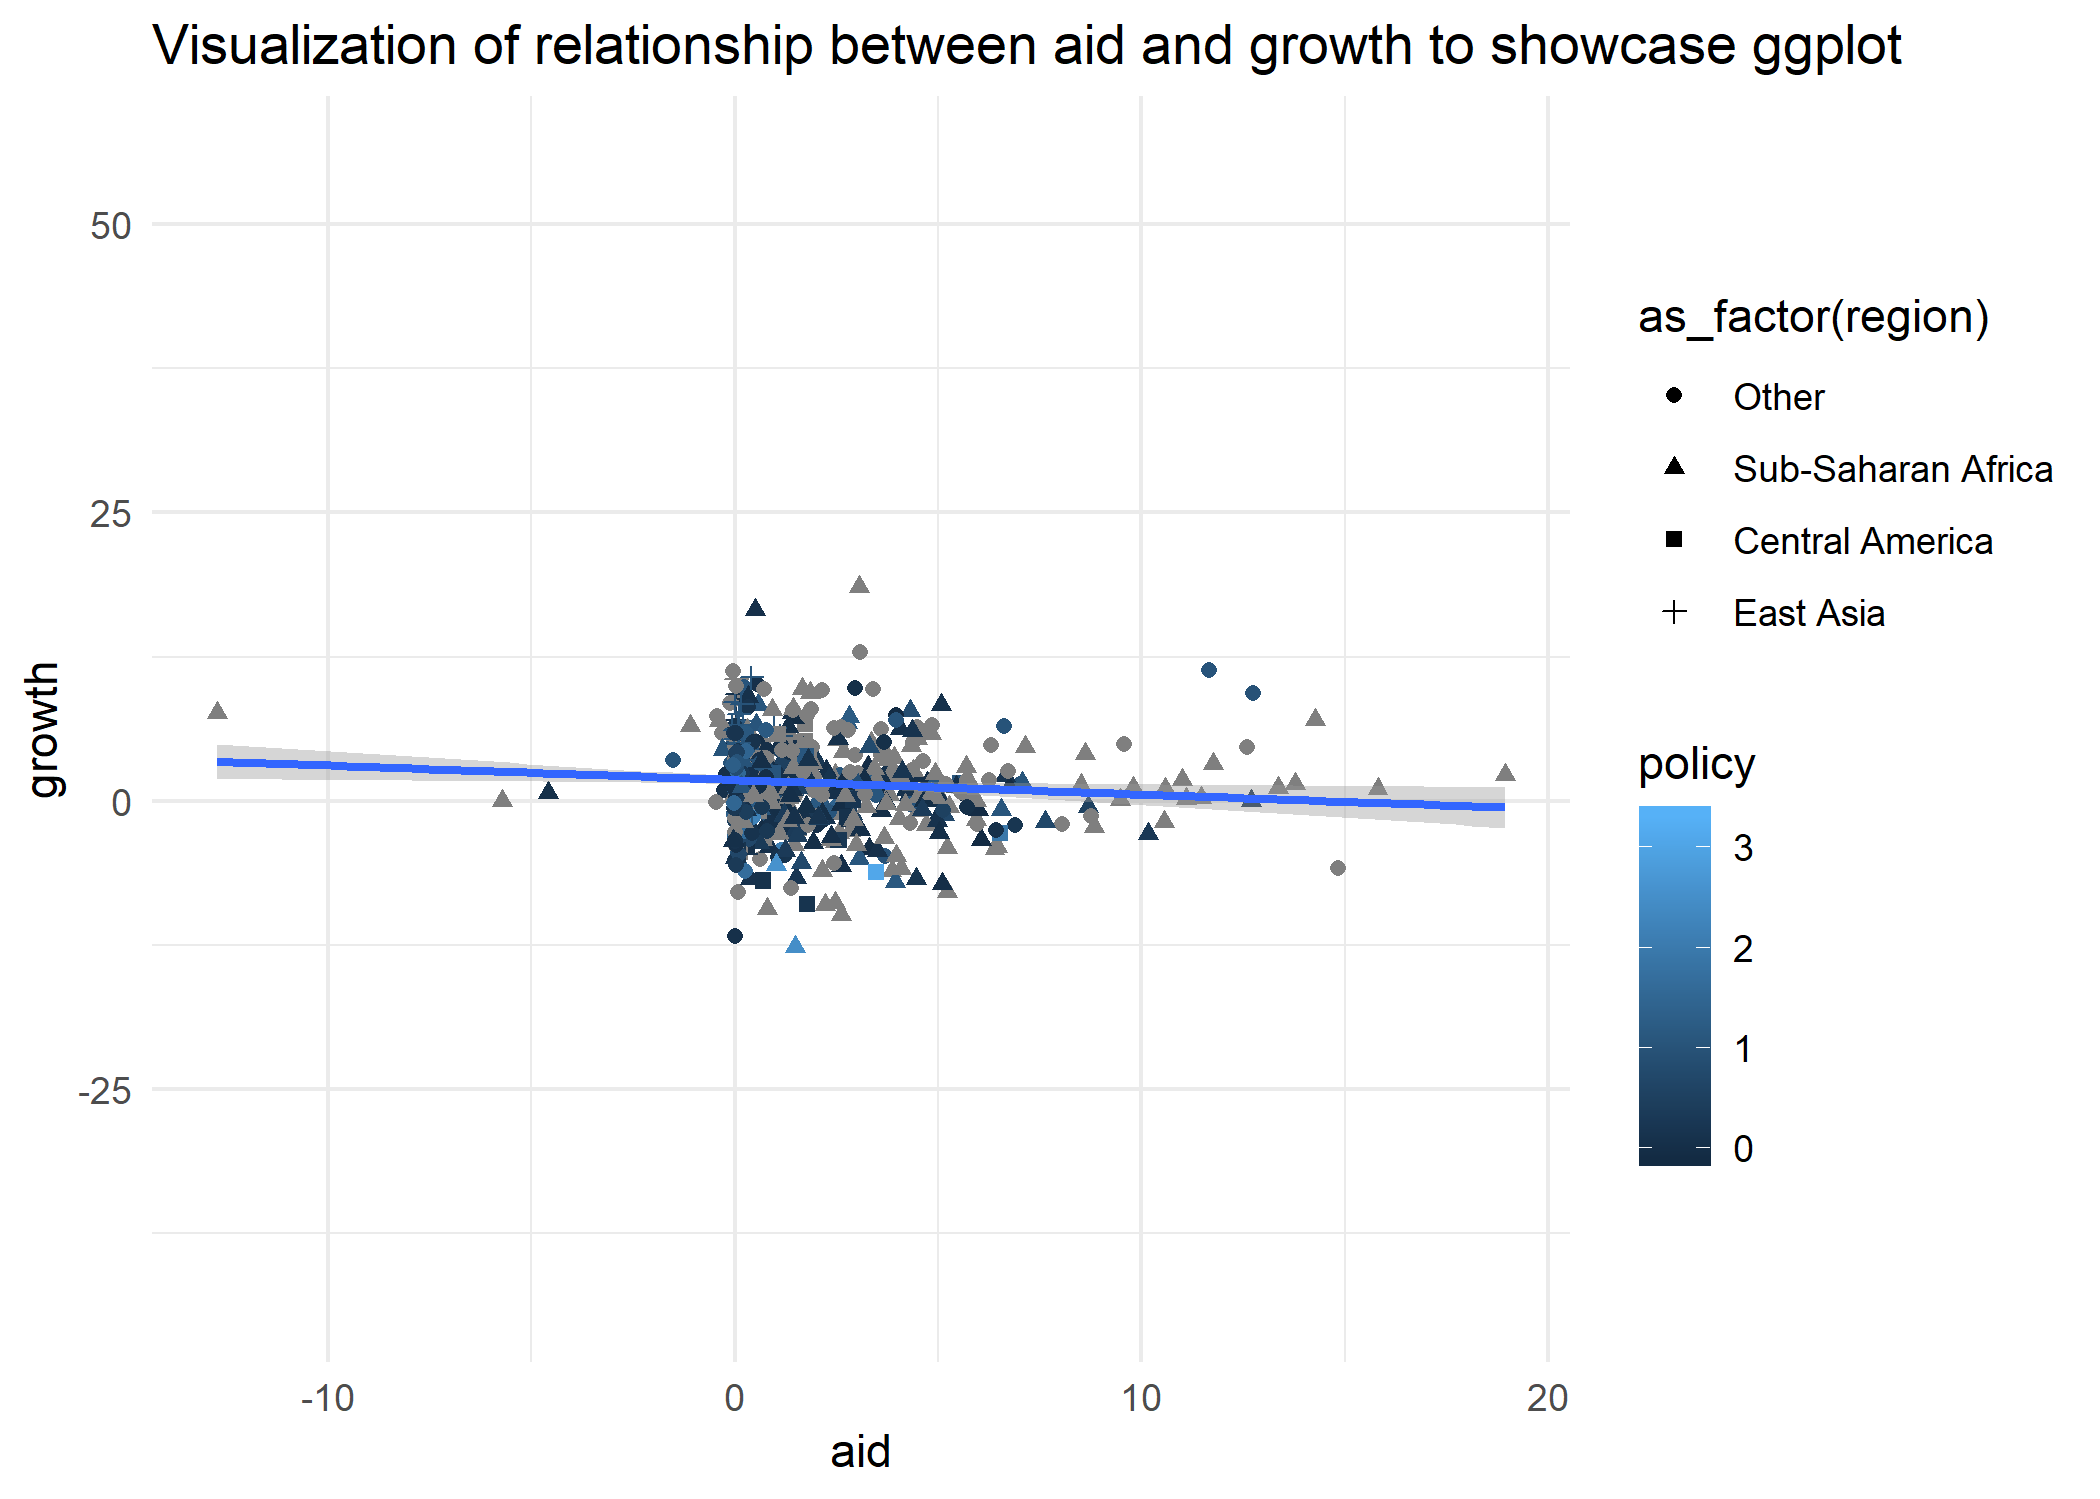 Visualization of relationship between aid and growth to showcase ggplot
50
25
0
-25
growth
-10
0
10
20
aid
as_factor(region)
Other
Sub-Saharan Africa
Central America
East Asia
policy
3
2
1
0